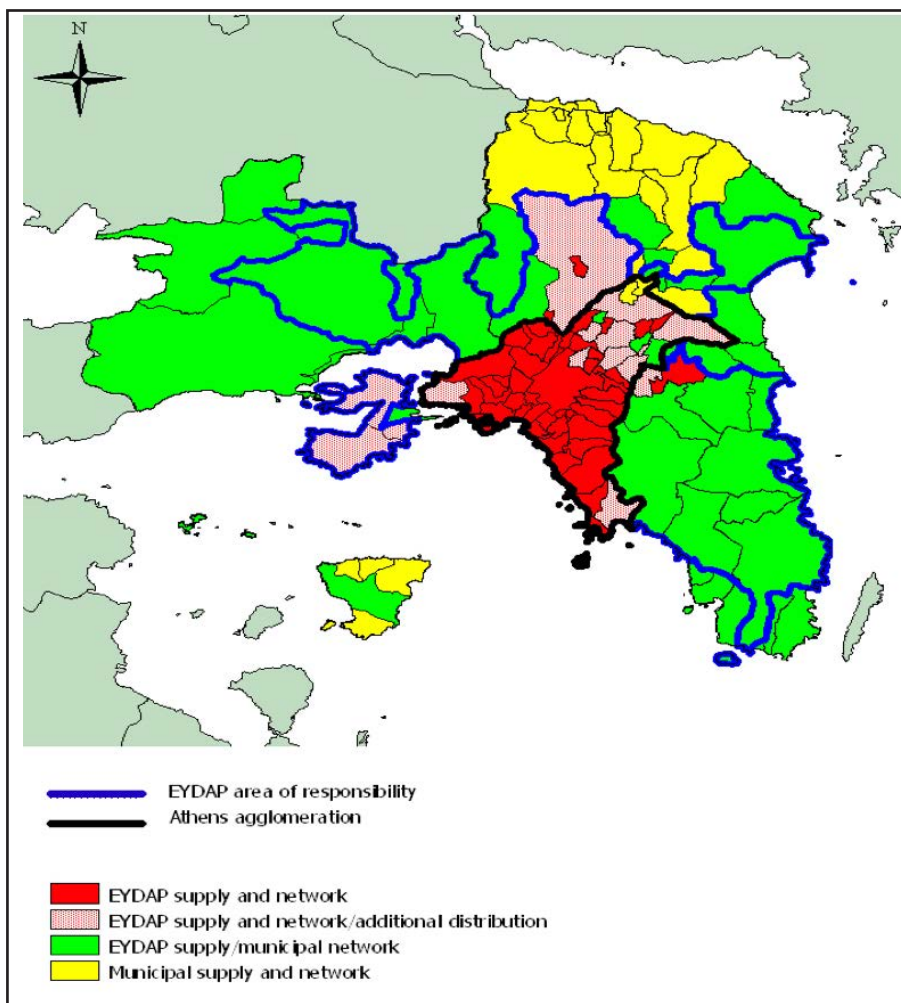 N
EYDAP area of responsibility
Athens agglomeration
EYDAP supply and network
EYDAP supply and network/additional distribution
EYDAP supply/municipal network
Municipal supply and network